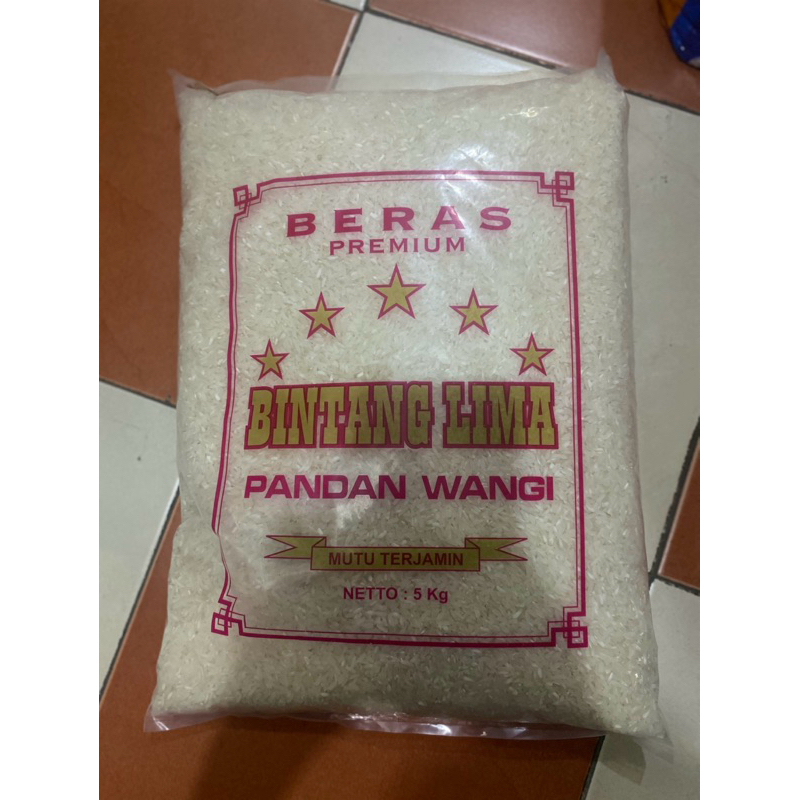 BERAS
PREMIUM
BINTANG LIMA
PANDAN WANGI
MUTU TERJAMIN
NETTO : 5 Kg